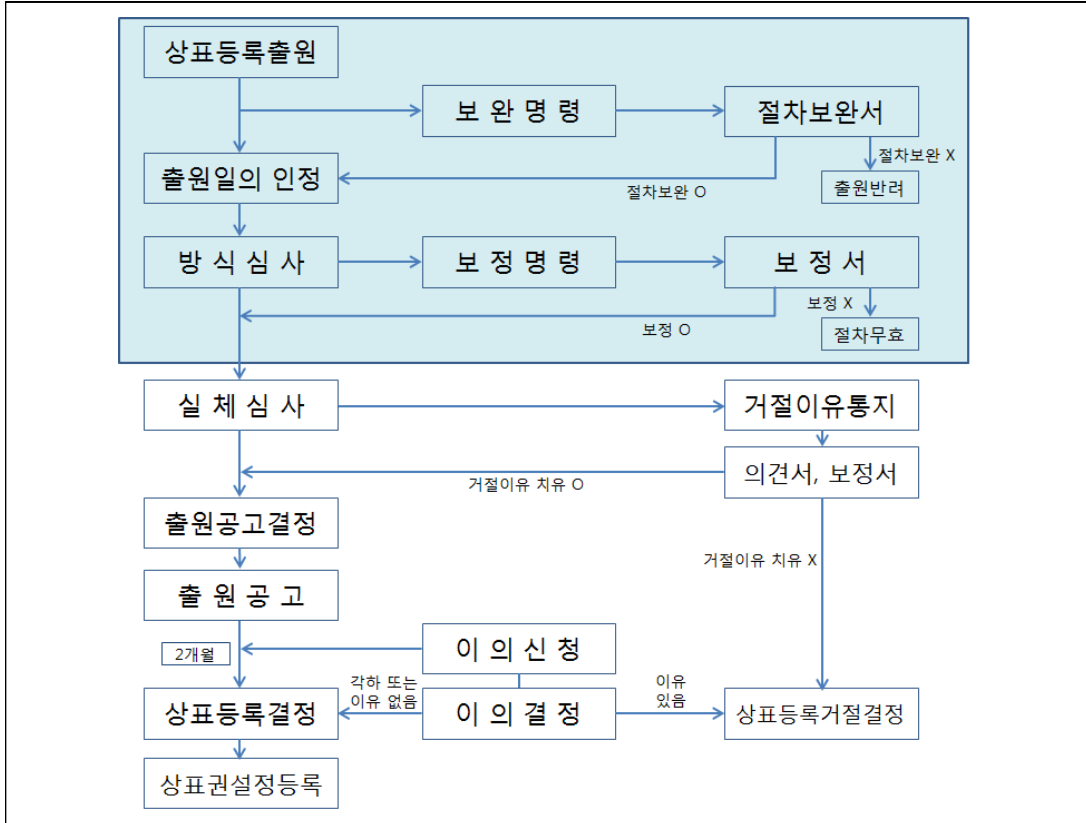 상표등록출원
보 완 명 령
절차보완서
절차보완 X
출원일의 인정
절차보완 O
출원반려
방 식 심 사
보 정 명 령
보 정 서
보정 X
보정 O
절차무효
실 체 심 사
거절이유통지
의견서, 보정서
거절이유 치유 O
출원공고결정
거절이유 치유 X
출 원 공 고
2개월
이 의 신 청
각하 또는
이유 없음
이유
있음
상표등록결정
이 의 결 정
상표등록거절결정
상표권설정등록